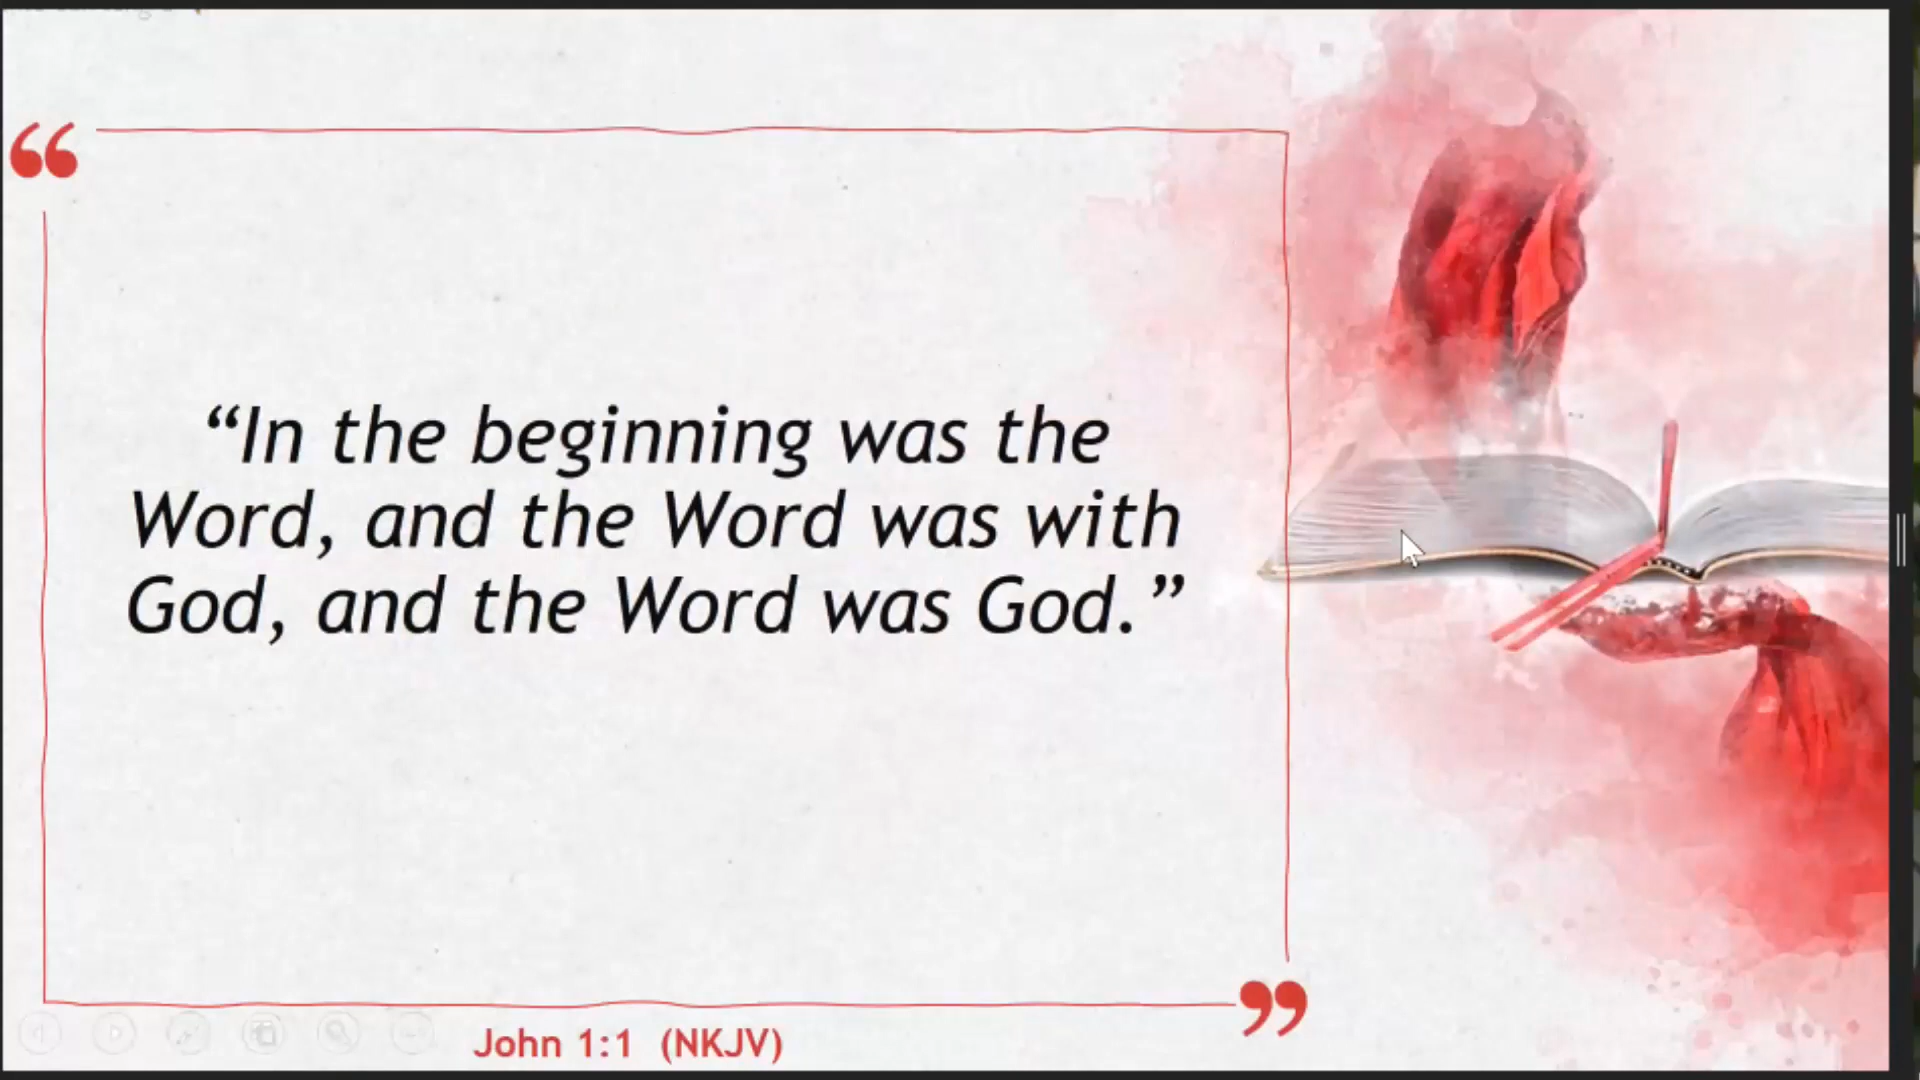 “In the beginning was the
Word, and the Word was with
God, and the Word was God.”
John 1:1 (NKJV)